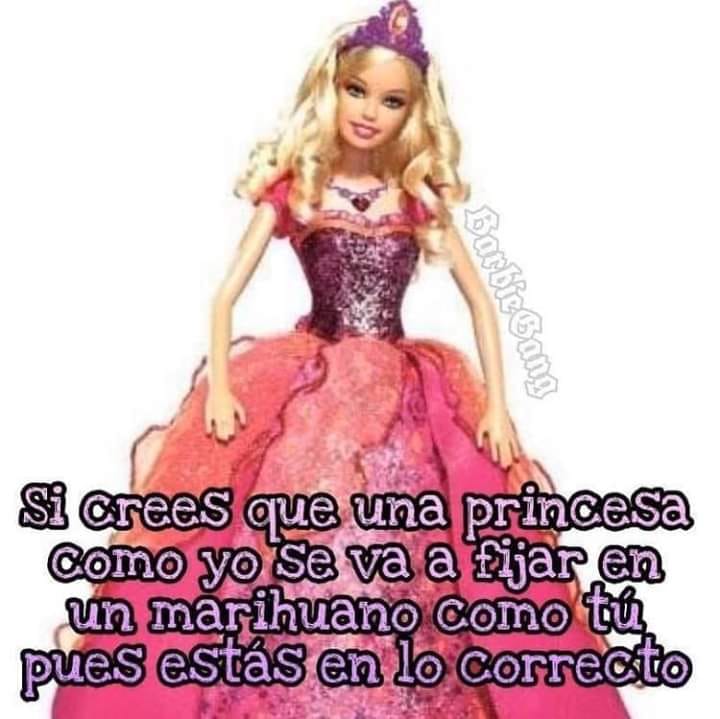 BarbieGang
Si crees que una princesa
como yo se va a fijar en
un marihuano como tú
pues estás en lo correcto